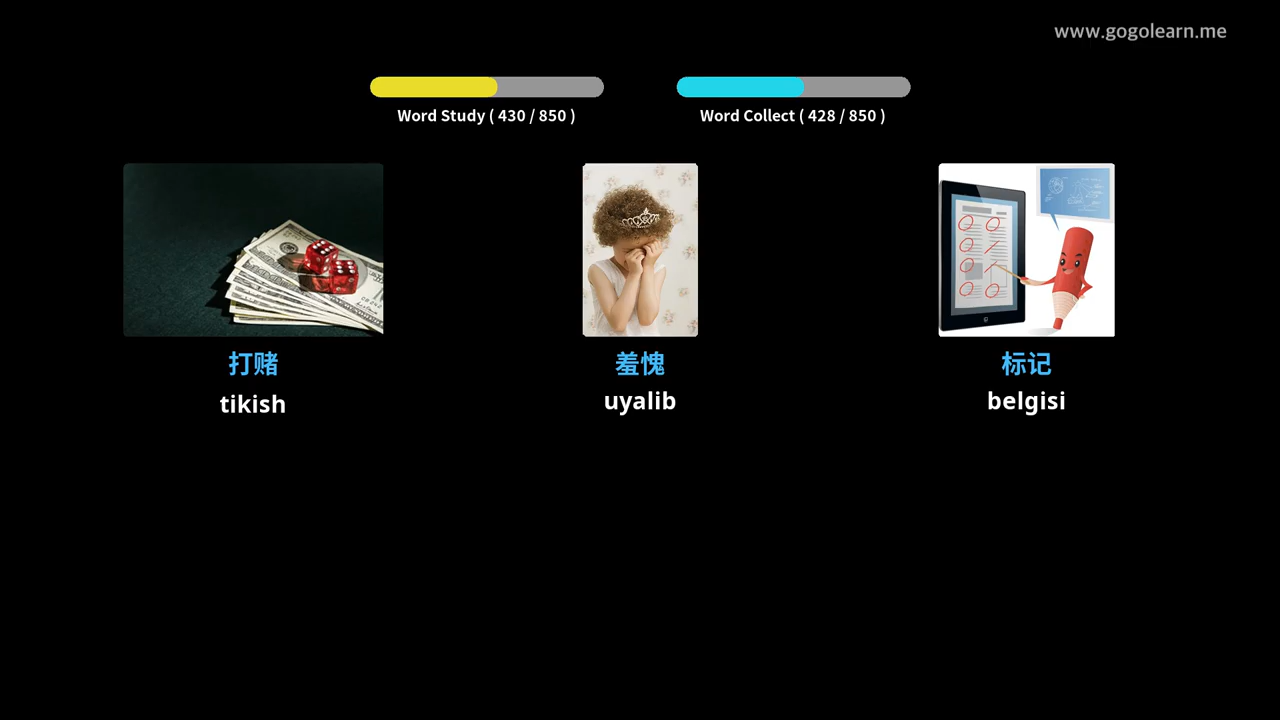 www.gogolearn.me
Word Study ( 430 / 850 )
Word Collect ( 428 / 850 )
打赌
羞愧
标记
tikish
uyalib
belgisi